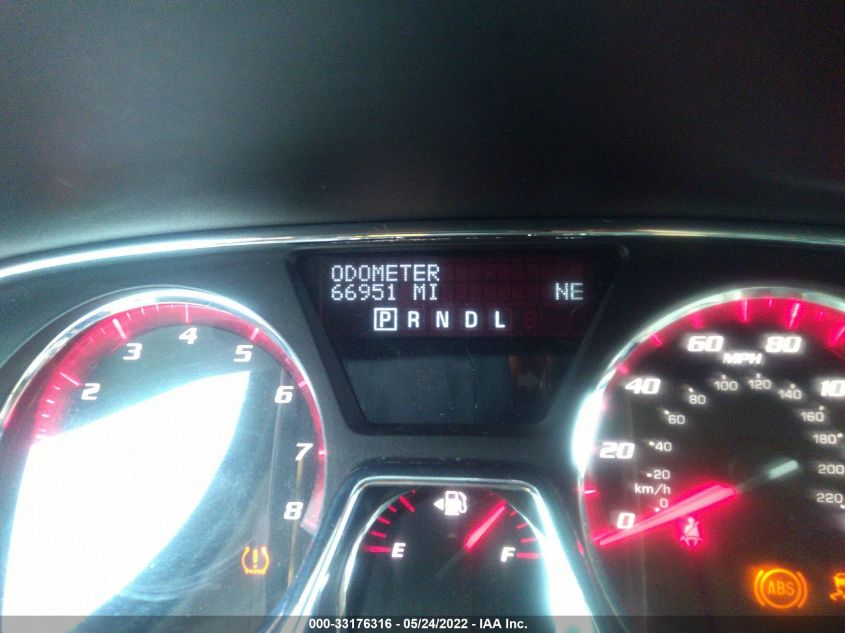 ODOMETER
66951 MI NE
P R N D L
2 3 4 5 6 7 8
0 20 40 60 80 10
MPH
0 20 40 60 80 100 120 140 160 180 200 220
km/h
E F
ABS
000-33176316 - 05/24/2022 - IAA Inc.